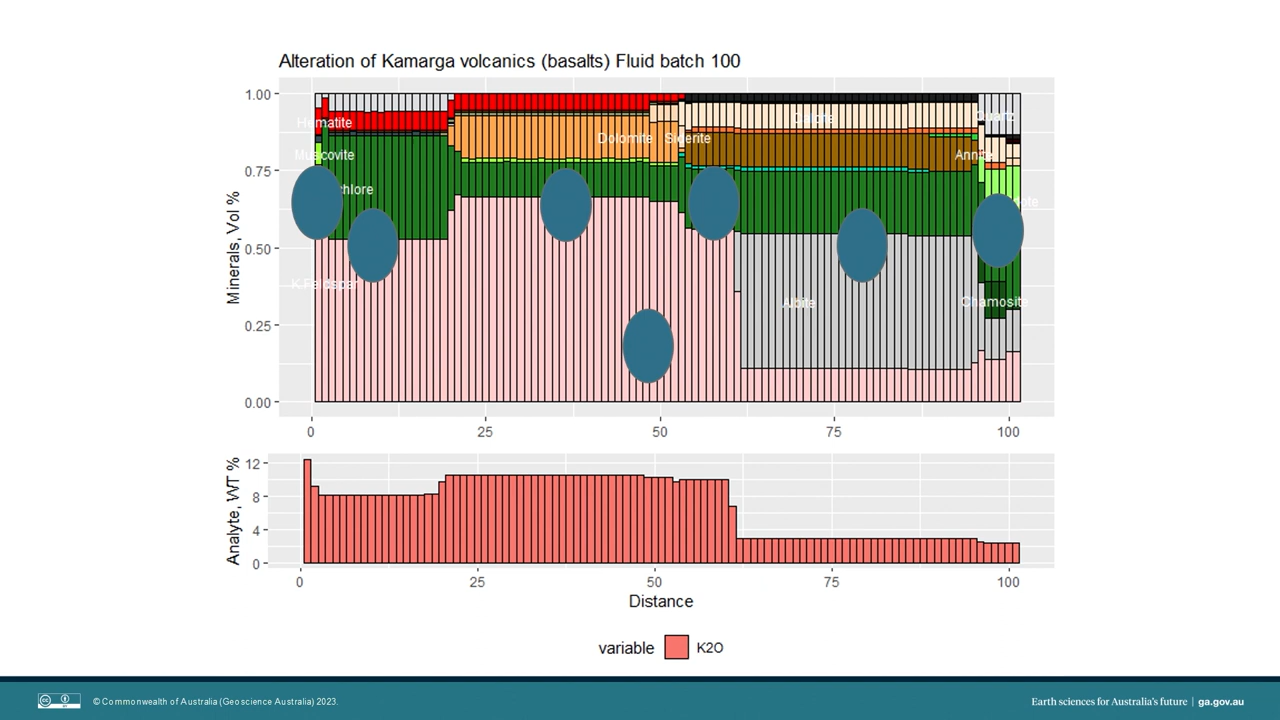 Alteration of Kamarga volcanics (basalts) Fluid batch 100
Minerals, Vol %
1.00
0.75
0.50
0.25
0.00
Hematite
Muscovite
K Feldspar
Dolomite
Siderite
Calcite
Albite
Quartz
Annite
Chamosite
0 25 50 75 100
Analyte, WT %
12
8
4
0
0 25 50 75 100
Distance
variable K2O
© Commonwealth of Australia (Geoscience Australia) 2023.
Earth sciences for Australia's future | ga.gov.au